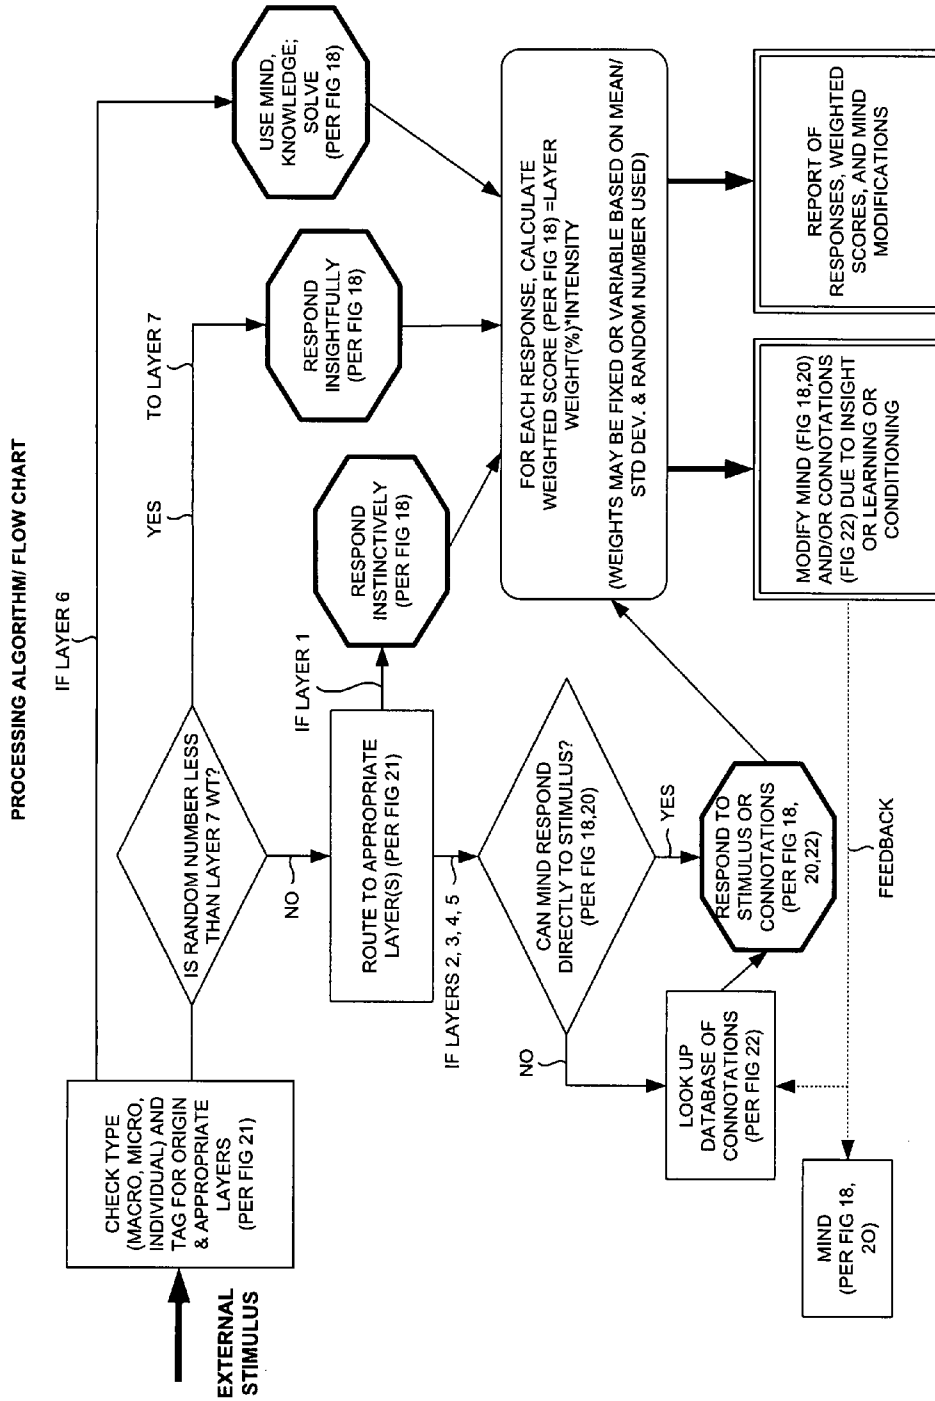 PROCESSING ALGORITHM/ FLOW CHART
EXTERNAL
STIMULUS
CHECK TYPE
(MACRO, MICRO,
INDIVIDUAL) AND
TAG FOR ORIGIN
& APPROPRIATE
LAYERS
(PER FIG 21)
IF LAYER 6
USE MIND,
KNOWLEDGE;
SOLVE
(PER FIG 18)
IS RANDOM NUMBER LESS
THAN LAYER 7 WT?
YES
TO LAYER 7
RESPOND
INSIGHTFULLY
(PER FIG 18)
NO
ROUTE TO APPROPRIATE
LAYER(S) (PER FIG 21)
IF LAYER 1
RESPOND
INSTINCTIVELY
(PER FIG 18)
IF LAYERS 2, 3, 4, 5
CAN MIND RESPOND
DIRECTLY TO STIMULUS?
(PER FIG 18,20)
NO
YES
LOOK UP
DATABASE OF
CONNOTATIONS
(PER FIG 22)
RESPOND TO
STIMULUS OR
CONNOTATIONS
(PER FIG 18,
20,22)
FOR EACH RESPONSE, CALCULATE
WEIGHTED SCORE (PER FIG 18) =LAYER
WEIGHT(%)*INTENSITY
(WEIGHTS MAY BE FIXED OR VARIABLE BASED ON MEAN/
STD DEV. & RANDOM NUMBER USED)
MIND
(PER FIG 18,
2O)
FEEDBACK
MODIFY MIND (FIG 18,20)
AND/OR CONNOTATIONS
(FIG 22) DUE TO INSIGHT
OR LEARNING OR
CONDITIONING
REPORT OF
RESPONSES, WEIGHTED
SCORES, AND MIND
MODIFICATIONS